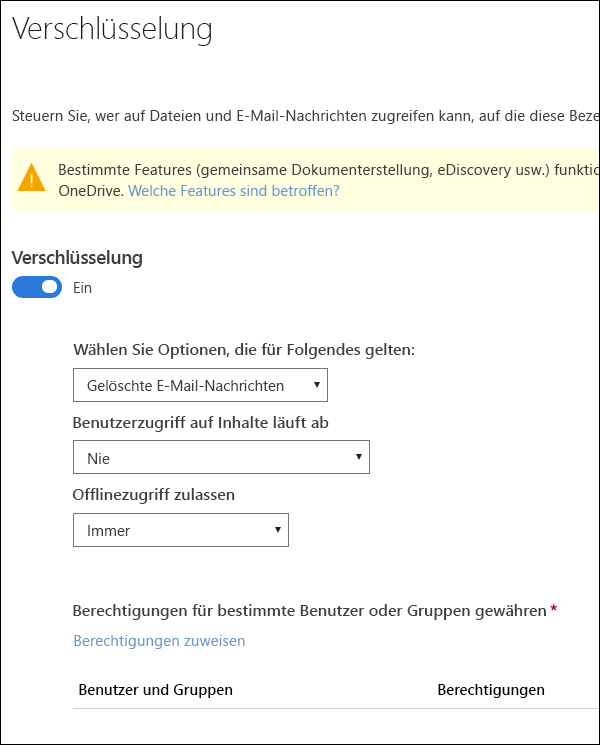 Verschlüsselung
Steuern Sie, wer auf Dateien und E-Mail-Nachrichten zugreifen kann, auf die diese Beze
Bestimmte Features (gemeinsame Dokumenterstellung, eDiscovery usw.) funktio
OneDrive. Welche Features sind betroffen?
Verschlüsselung
Ein
Wählen Sie Optionen, die für Folgendes gelten:
Gelöschte E-Mail-Nachrichten
Benutzerzugriff auf Inhalte läuft ab
Nie
Offlinezugriff zulassen
Immer
Berechtigungen für bestimmte Benutzer oder Gruppen gewähren *
Berechtigungen zuweisen
Benutzer und Gruppen Berechtigungen